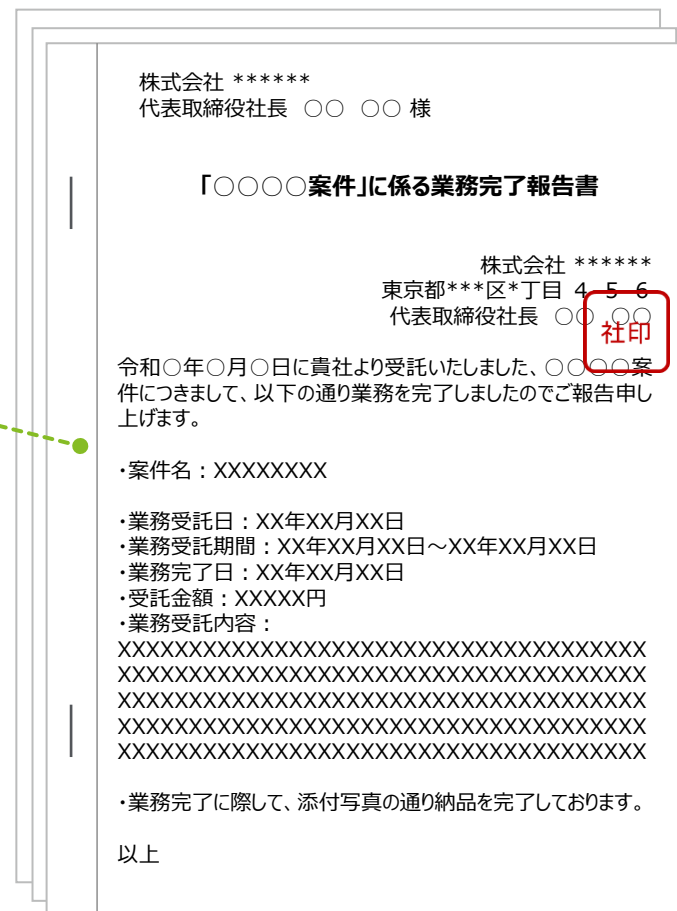 株式会社 ******
代表取締役社長 ○○ ○○ 様
「○○○○案件」に係る業務完了報告書
株式会社 ******
東京都***区*丁目 4 5 6
代表取締役社長 ○○ ○○
社印
令和○年○月○日に貴社より受託いたしました、○○○○案
件につきまして、以下の通り業務を完了しましたのでご報告申し
上げます。
・案件名：XXXXXXXX
・業務受託日：XX年XX月XX日
・業務受託期間：XX年XX月XX日～XX年XX月XX日
・業務完了日：XX年XX月XX日
・受託金額：XXXXX円
・業務受託内容：
XXXXXXXXXXXXXXXXXXXXXXXXXXXXXXXXXXXXX
XXXXXXXXXXXXXXXXXXXXXXXXXXXXXXXXXXXXX
XXXXXXXXXXXXXXXXXXXXXXXXXXXXXXXXXXXXX
XXXXXXXXXXXXXXXXXXXXXXXXXXXXXXXXXXXXX
XXXXXXXXXXXXXXXXXXXXXXXXXXXXXXXXXXXXX
・業務完了に際して、添付写真の通り納品を完了しております。
以上